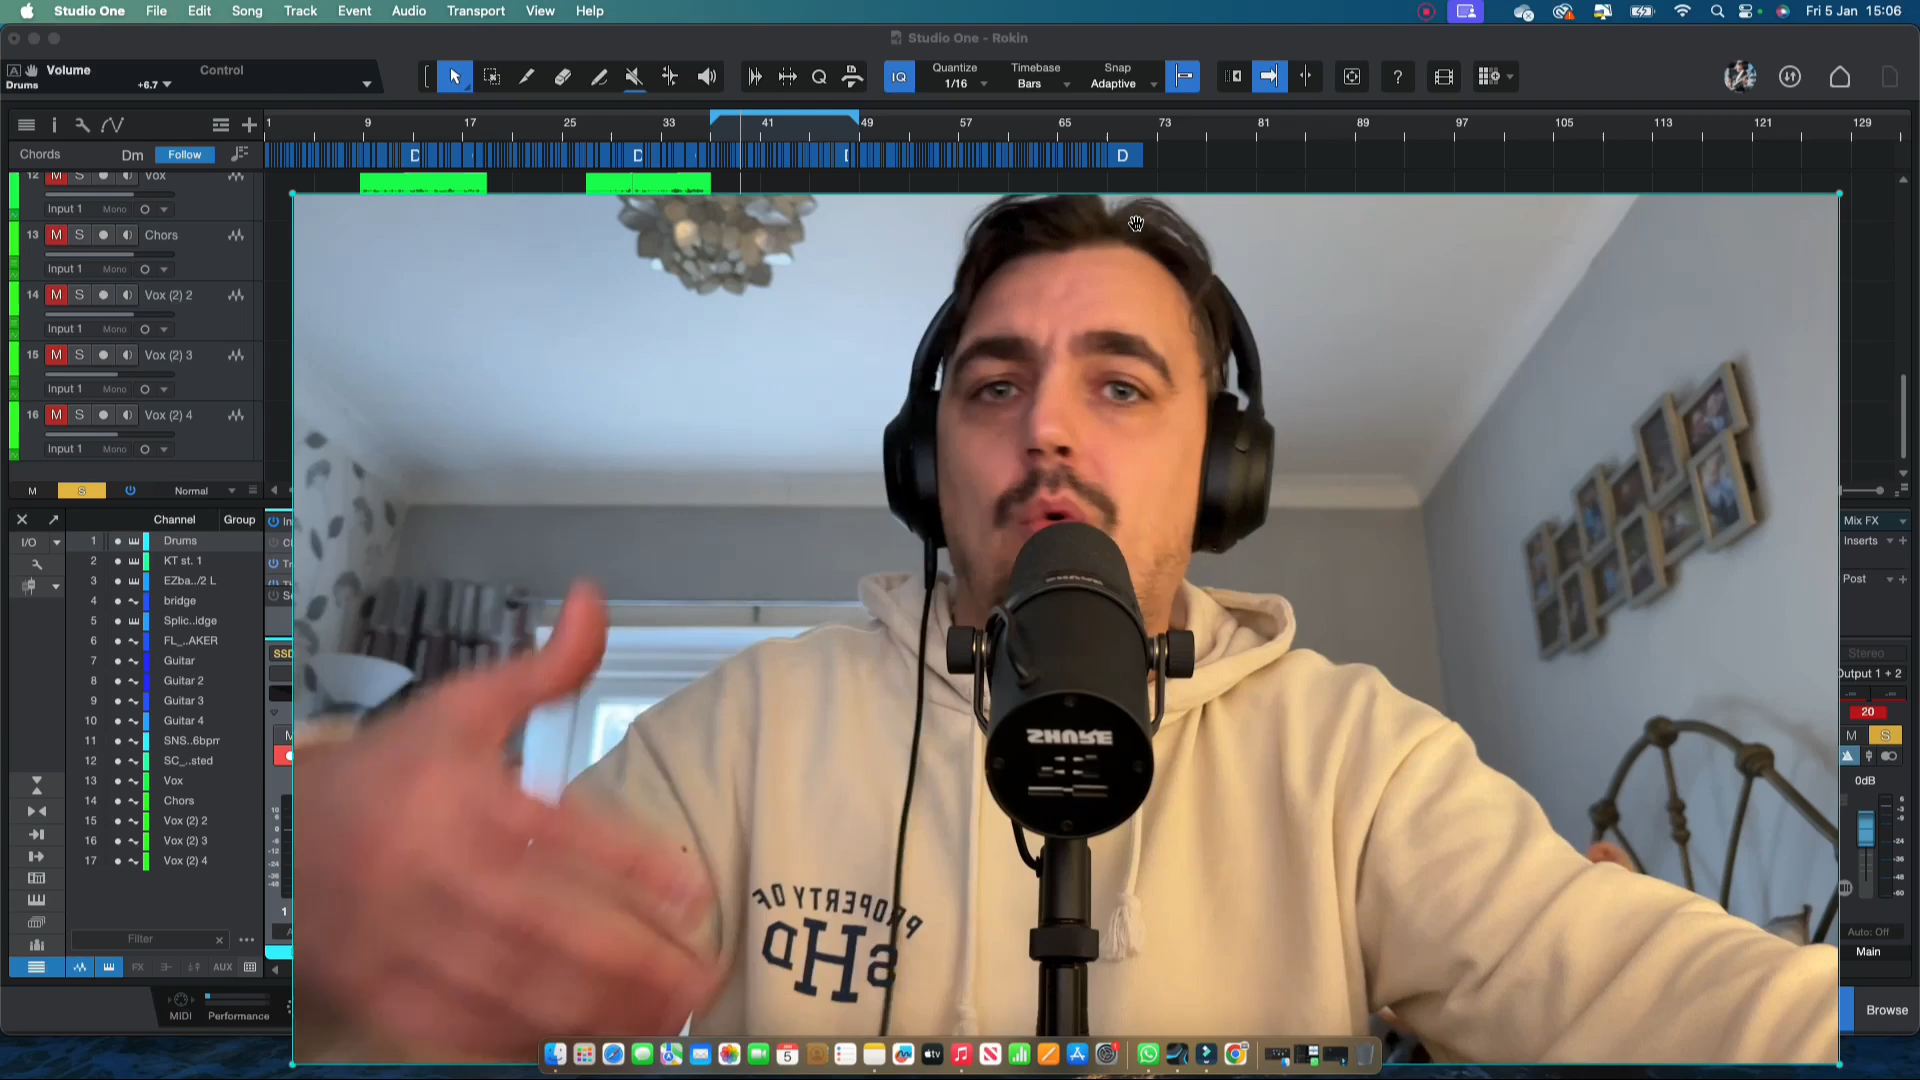 Studio One File Edit Song Track Event Audio Transport View Help Fri 5 Jan 15:06
Studio One - Rokin
Volume Control
Drums +6.7
IQ Quantize 1/16 Timebase Bars Snap Adaptive ?
1 9 17 25 33 41 49 57 65 73 81 89 97 105 113 121 129
Chords Dm Follow D D D
12 M S Vox
Input 1 Mono
13 M S Chors
Input 1 Mono
14 M S Vox (2) 2
Input 1 Mono
15 M S Vox (2) 3
Input 1 Mono
16 M S Vox (2) 4
Input 1 Mono
M S Normal
Channel Group
I/O
1 Drums
2 KT st. 1
3 EZba../2 L
4 bridge
5 Splic..idge
6 FL_..AKER
7 Guitar
8 Guitar 2
9 Guitar 3
10 Guitar 4
11 SNS..6bpm
12 SC_..sted
13 Vox
14 Chors
15 Vox (2) 2
16 Vox (2) 3
17 Vox (2) 4
Filter
FX AUX
MIDI Performance
SSD
SHURE
PROPERTY OF
SHD
Mix FX
Inserts
Post
Stereo
Output 1 + 2
20
M S
0dB
Auto: Off
Main
Browse